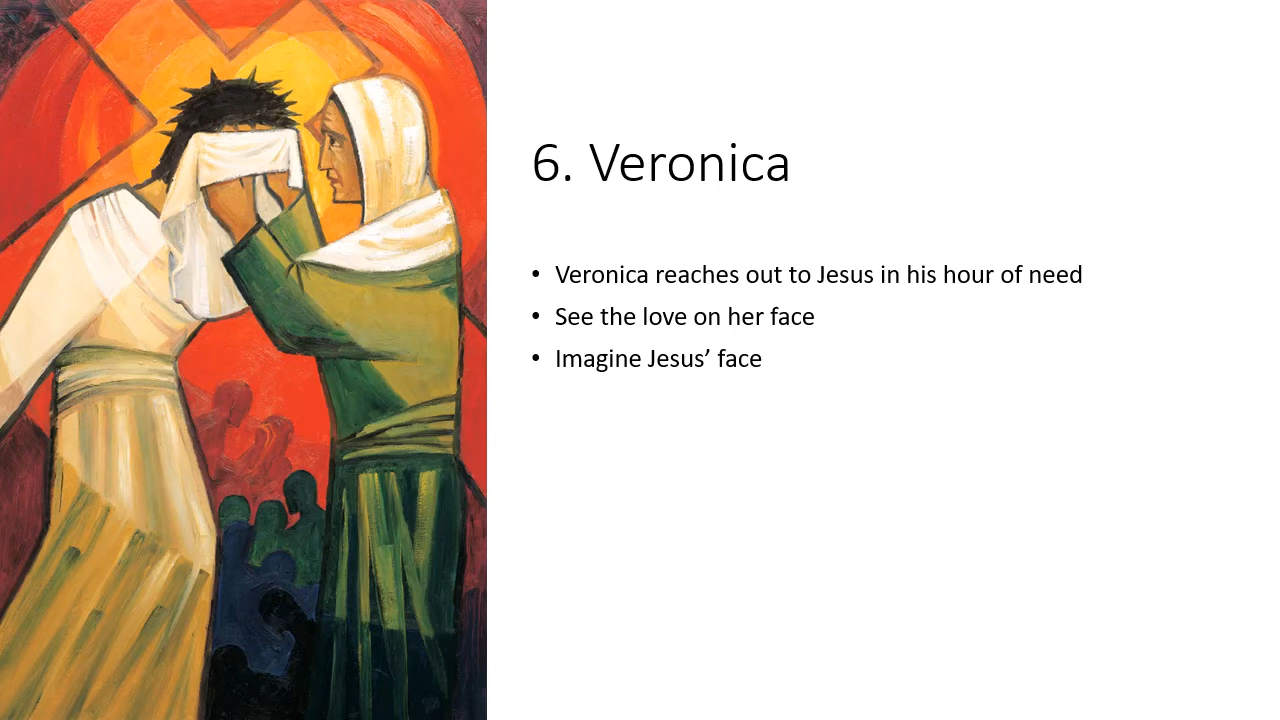 6. Veronica
• Veronica reaches out to Jesus in his hour of need
• See the love on her face
• Imagine Jesus’ face